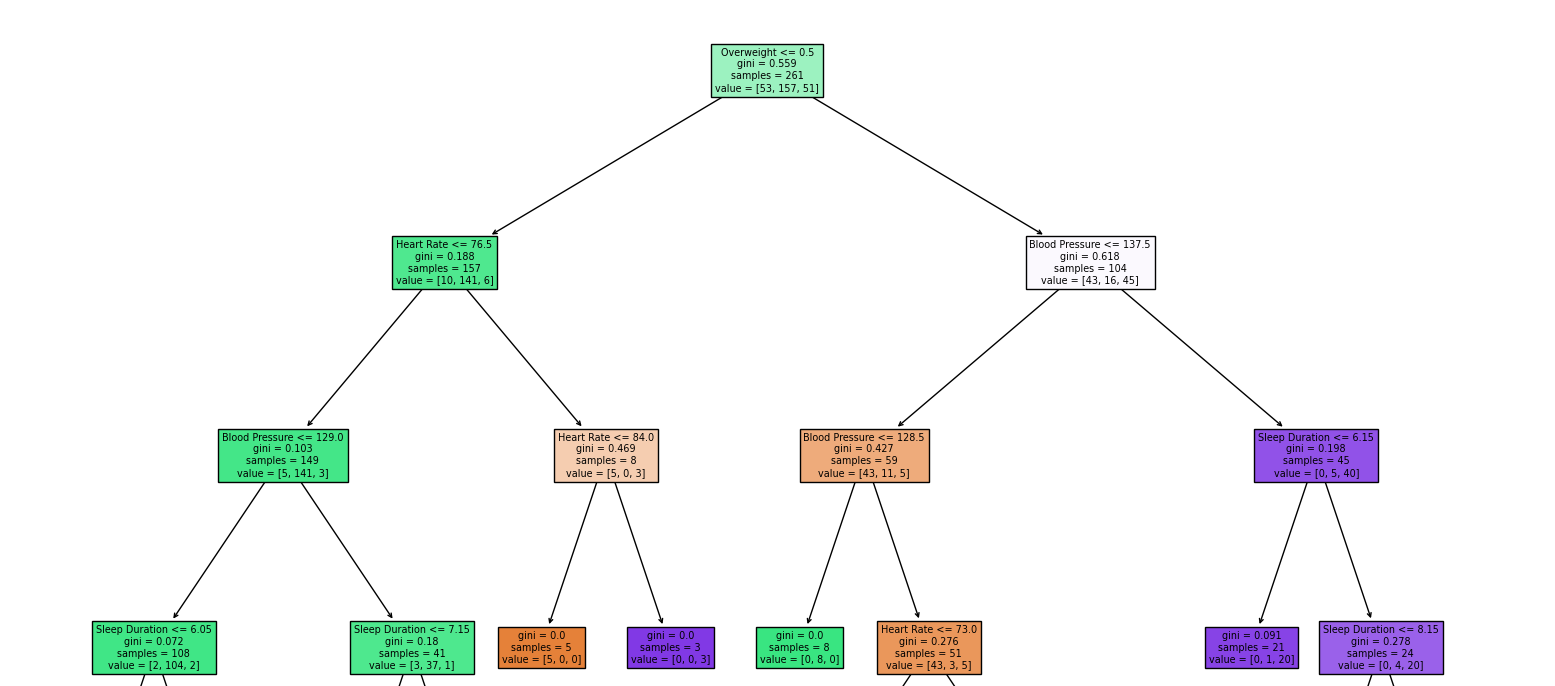 Overweight <= 0.5
gini = 0.559
samples = 261
value = [53, 157, 51]
Heart Rate <= 76.5
gini = 0.188
samples = 157
value = [10, 141, 6]
Blood Pressure <= 137.5
gini = 0.618
samples = 104
value = [43, 16, 45]
Blood Pressure <= 129.0
gini = 0.103
samples = 149
value = [5, 141, 3]
Heart Rate <= 84.0
gini = 0.469
samples = 8
value = [5, 0, 3]
Blood Pressure <= 128.5
gini = 0.427
samples = 59
value = [43, 11, 5]
Sleep Duration <= 6.15
gini = 0.198
samples = 45
value = [0, 5, 40]
Sleep Duration <= 6.05
gini = 0.072
samples = 108
value = [2, 104, 2]
Sleep Duration <= 7.15
gini = 0.18
samples = 41
value = [3, 37, 1]
gini = 0.0
samples = 5
value = [5, 0, 0]
gini = 0.0
samples = 3
value = [0, 0, 3]
gini = 0.0
samples = 8
value = [0, 8, 0]
Heart Rate <= 73.0
gini = 0.276
samples = 51
value = [43, 3, 5]
gini = 0.091
samples = 21
value = [0, 1, 20]
Sleep Duration <= 8.15
gini = 0.278
samples = 24
value = [0, 4, 20]